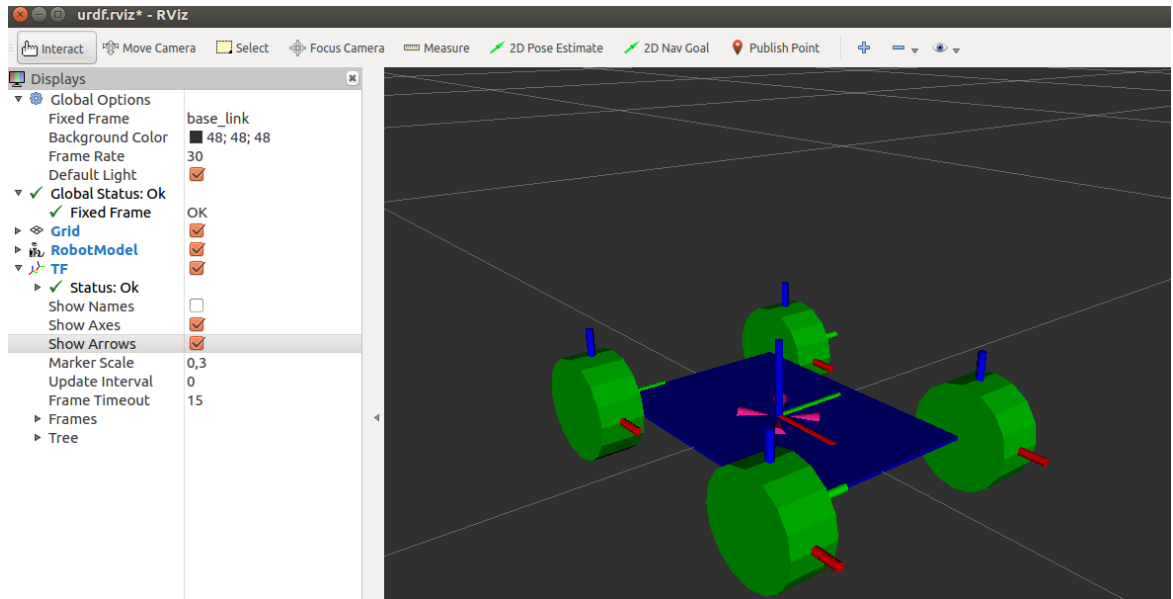 urdf.rviz* - RViz
Interact Move Camera Select Focus Camera Measure 2D Pose Estimate 2D Nav Goal Publish Point
Displays
Global Options
Fixed Frame base_link
Background Color 48; 48; 48
Frame Rate 30
Default Light
Global Status: Ok
Fixed Frame OK
Grid
RobotModel
TF
Status: Ok
Show Names
Show Axes
Show Arrows
Marker Scale 0,3
Update Interval 0
Frame Timeout 15
Frames
Tree